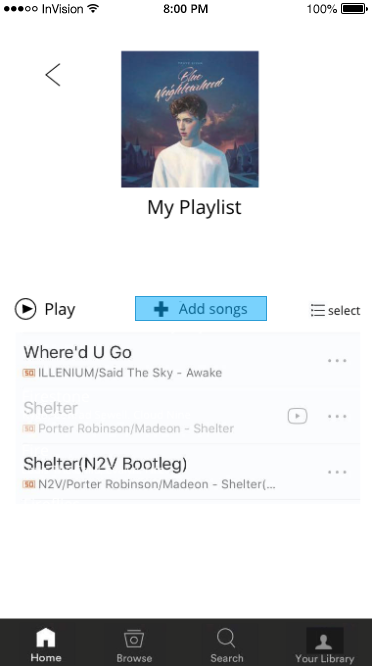 InVision 8:00 PM 100%
Blue
Neighbourhood
My Playlist
Play Add songs select
Where'd U Go
SQ ILLENIUM/Said The Sky - Awake
Shelter
SQ Porter Robinson/Madeon - Shelter
Shelter(N2V Bootleg)
SQ N2V/Porter Robinson/Madeon - Shelter(...
Home Browse Search Your Library